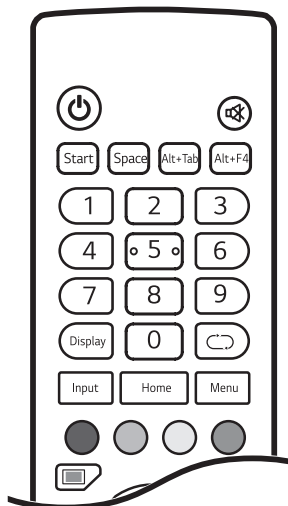 Start Space Alt+Tab Alt+F4
1 2 3
4 5 6
7 8 9
Display 0
Input Home Menu